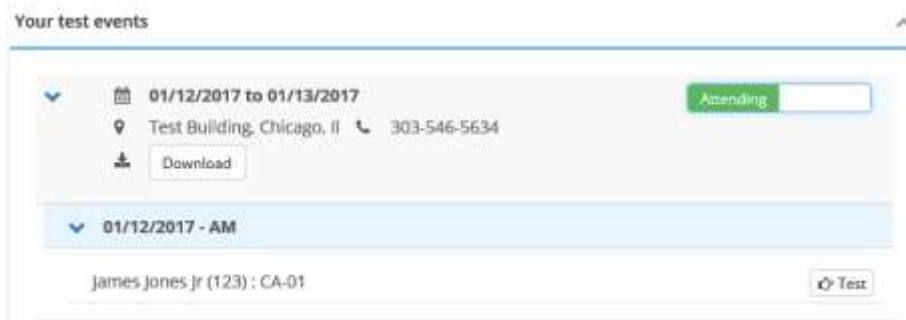 Your test events
01/12/2017 to 01/13/2017 Attending
Test Building, Chicago, Il 303-546-5634
Download
01/12/2017 - AM
James Jones Jr (123) : CA-01 Test